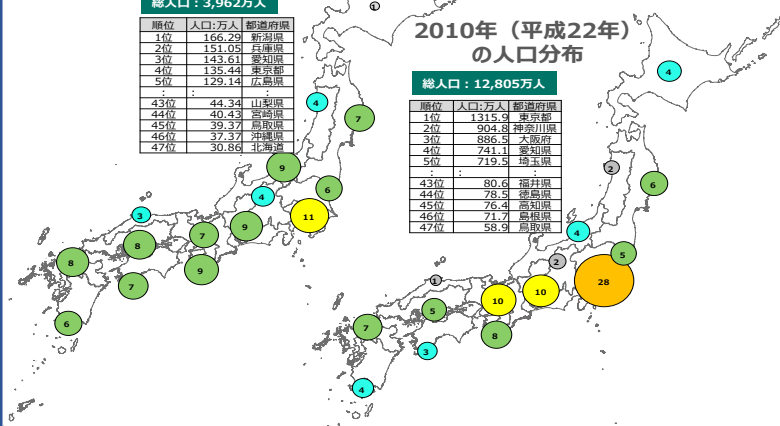 総人口：3,962万人
順位 人口:万人 都道府県
1位 166.29 新潟県
2位 151.05 兵庫県
3位 143.61 愛知県
4位 135.44 東京都
5位 129.14 広島県
: : :
43位 44.34 山梨県
44位 40.43 宮崎県
45位 39.37 鳥取県
46位 37.37 沖縄県
47位 30.86 北海道
1
4
7
9
6
4
11
3
7
9
8
8
9
7
6
2010年（平成22年）
の人口分布
総人口：12,805万人
順位 人口:万人 都道府県
1位 1315.9 東京都
2位 904.8 神奈川県
3位 886.5 大阪府
4位 741.1 愛知県
5位 719.5 埼玉県
: : :
43位 80.6 福井県
44位 78.5 徳島県
45位 76.4 高知県
46位 71.7 島根県
47位 58.9 鳥取県
4
2
6
4
5
2
28
1
10
10
5
7
8
3
4